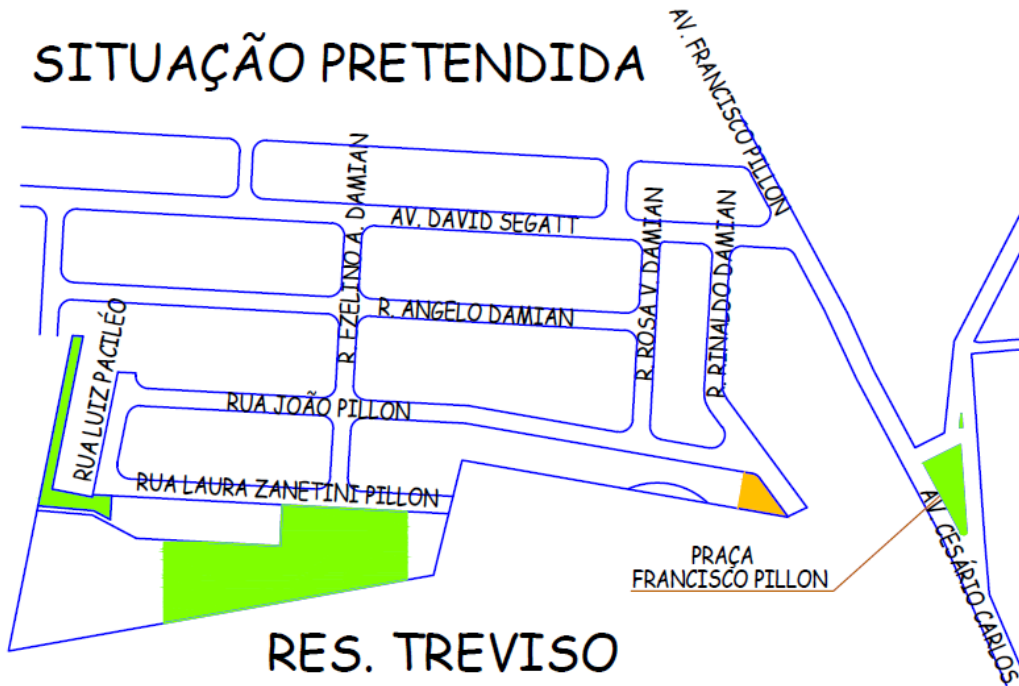 SITUAÇÃO PRETENDIDA
AV. FRANCISCO PILLON
R. EZELINO A. DAMIAN
AV. DAVID SEGATT
R. ROSA V. DAMIAN
R. RINALDO DAMIAN
R. ANGELO DAMIAN
RUA LUIZ PACILÉO
RUA JOÃO PILLON
RUA LAURA ZANETINI PILLON
AV. CESÁRIO CARLOS
PRAÇA
FRANCISCO PILLON
RES. TREVISO